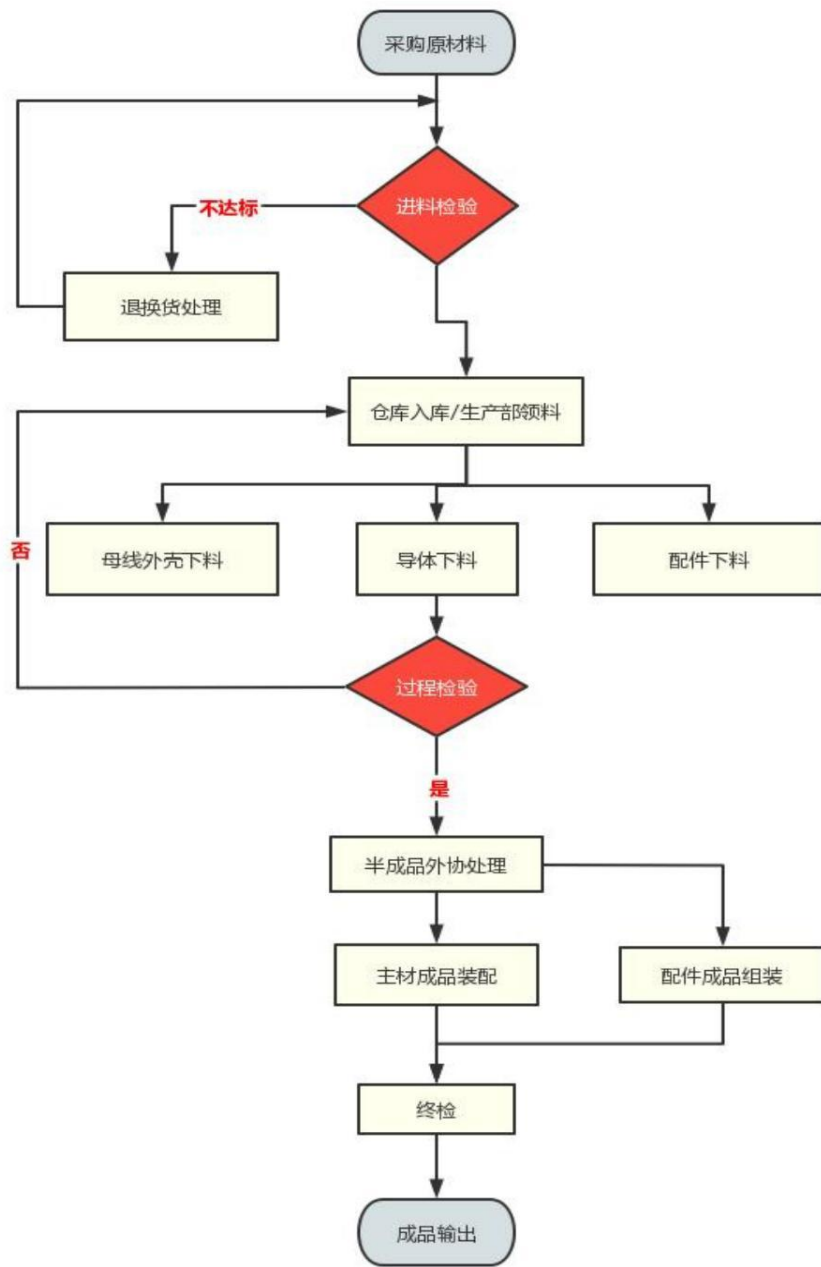 采购原材料
进料检验
不达标
退换货处理
仓库入库/生产部领料
母线外壳下料
导体下料
配件下料
否
过程检验
是
半成品外协处理
主材成品装配
配件成品组装
终检
成品输出